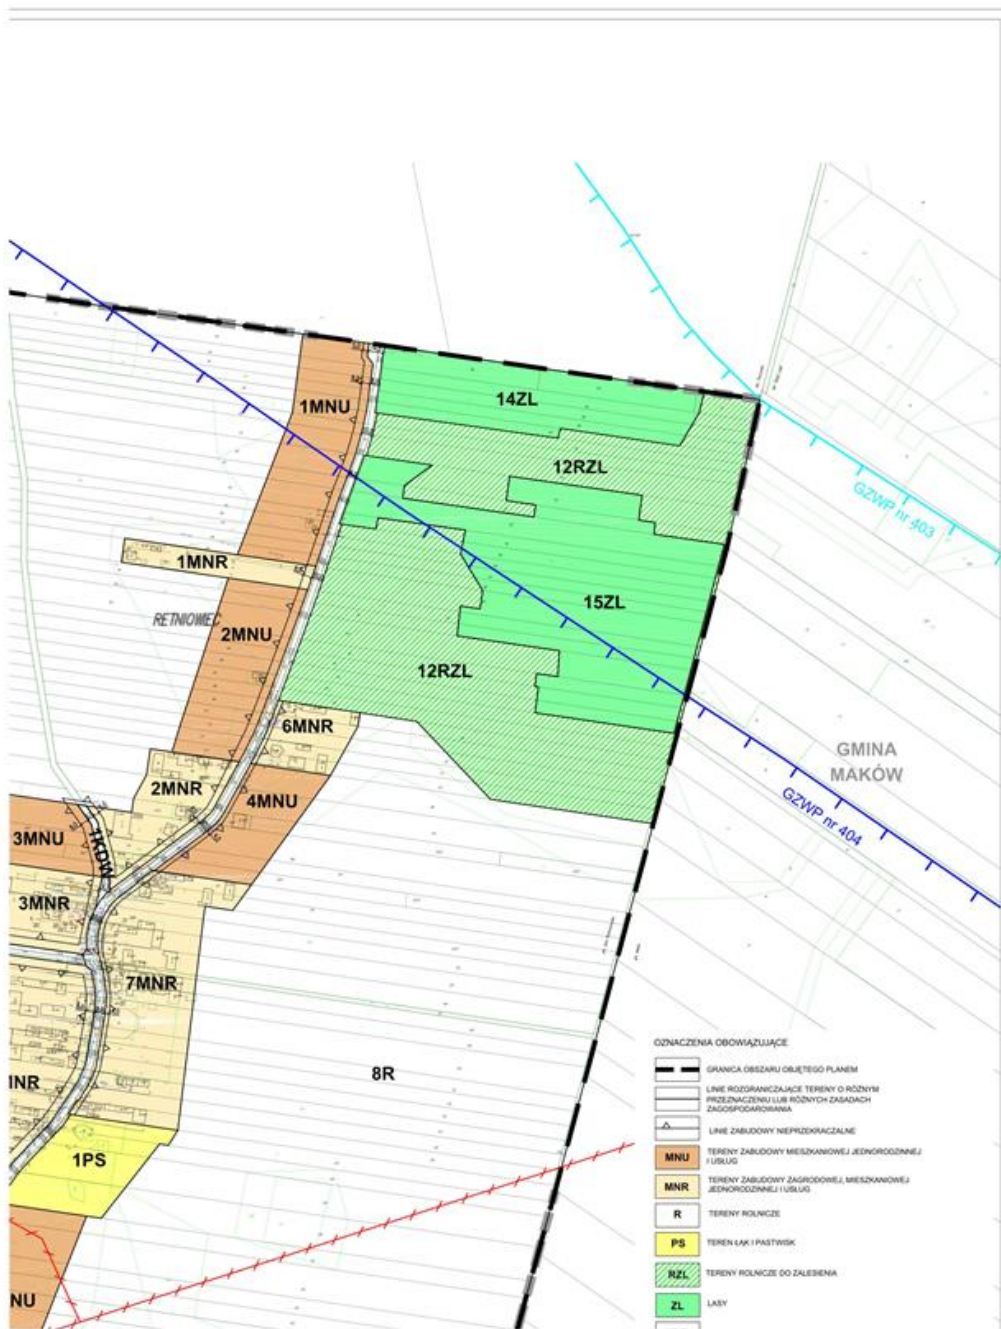 14ZL
1MNU
12RZL
GZWP nr 403
1MNR
RETNIOWIEC
15ZL
2MNU
12RZL
6MNR
GMINA
MAKÓW
2MNR
4MNU
GZWP nr 404
3MNU
1KDW
3MNR
7MNR
8R
NR
1PS
NU
OZNACZENIA OBOWIĄZUJĄCE
GRANICA OBSZARU OBJĘTEGO PLANEM
LINIE ROZGRANICZAJĄCE TERENY O RÓŻNYM
PRZEZNACZENIU LUB RÓŻNYCH ZASADACH
ZAGOSPODAROWANIA
LINIE ZABUDOWY NIEPRZEKRACZALNE
MNU TERENY ZABUDOWY MIESZKANIOWEJ JEDNORODZINNEJ
I USŁUG
MNR TERENY ZABUDOWY ZAGRODOWEJ, MIESZKANIOWEJ
JEDNORODZINNEJ I USŁUG
R TERENY ROLNICZE
PS TEREN ŁĄK I PASTWISK
RZL TERENY ROLNICZE DO ZALESIENIA
ZL LASY